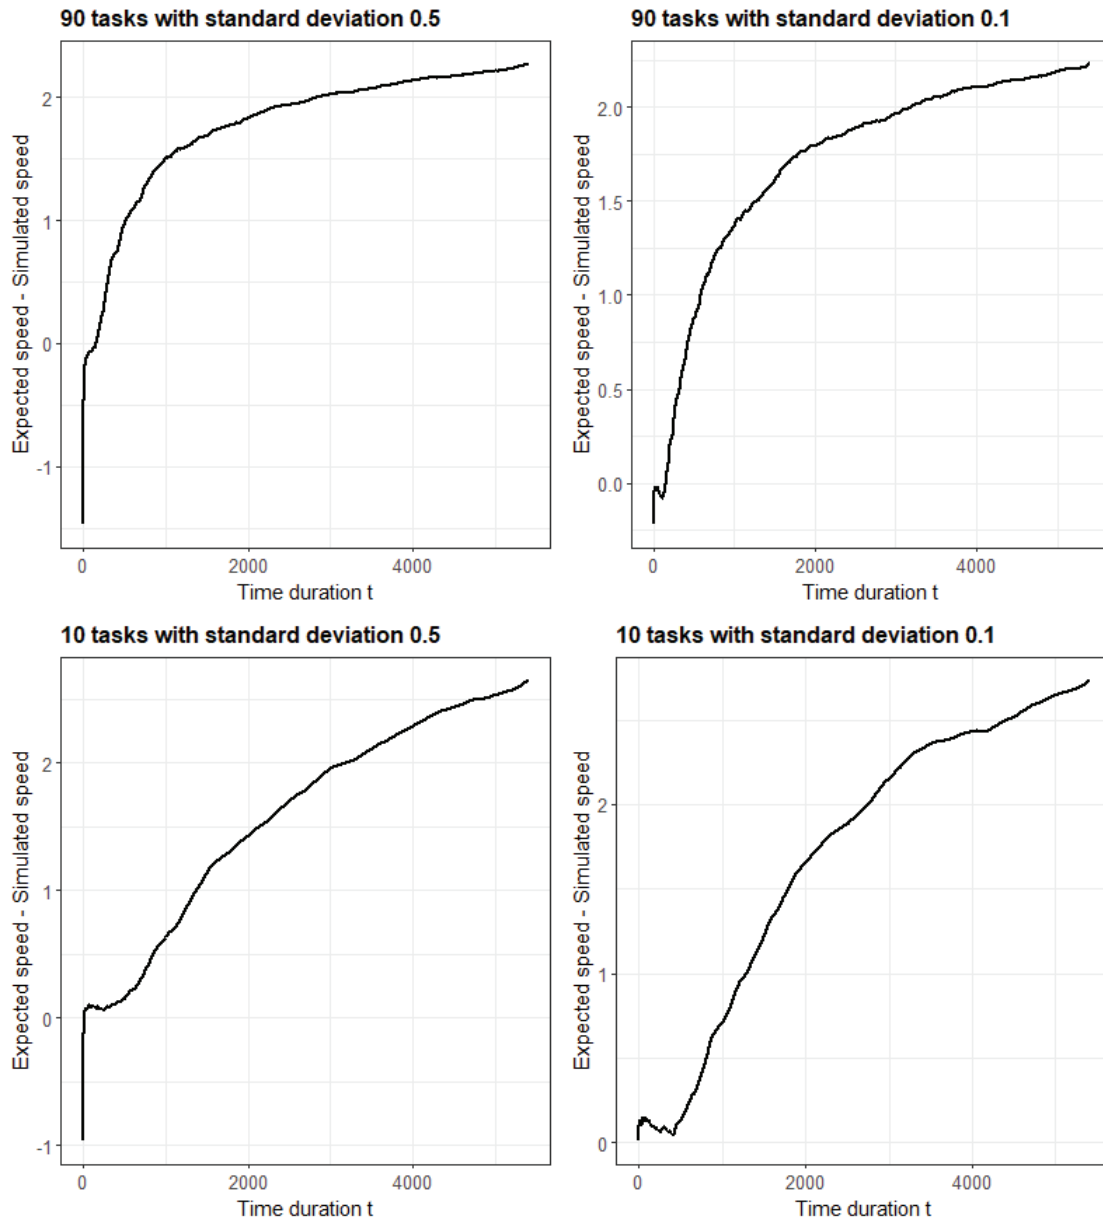 90 tasks with standard deviation 0.5
Expected speed - Simulated speed
2
1
0
-1
0
2000
4000
Time duration t
90 tasks with standard deviation 0.1
Expected speed - Simulated speed
2.0
1.5
1.0
0.5
0.0
0
2000
4000
Time duration t
10 tasks with standard deviation 0.5
Expected speed - Simulated speed
2
1
0
-1
0
2000
4000
Time duration t
10 tasks with standard deviation 0.1
Expected speed - Simulated speed
2
1
0
0
2000
4000
Time duration t